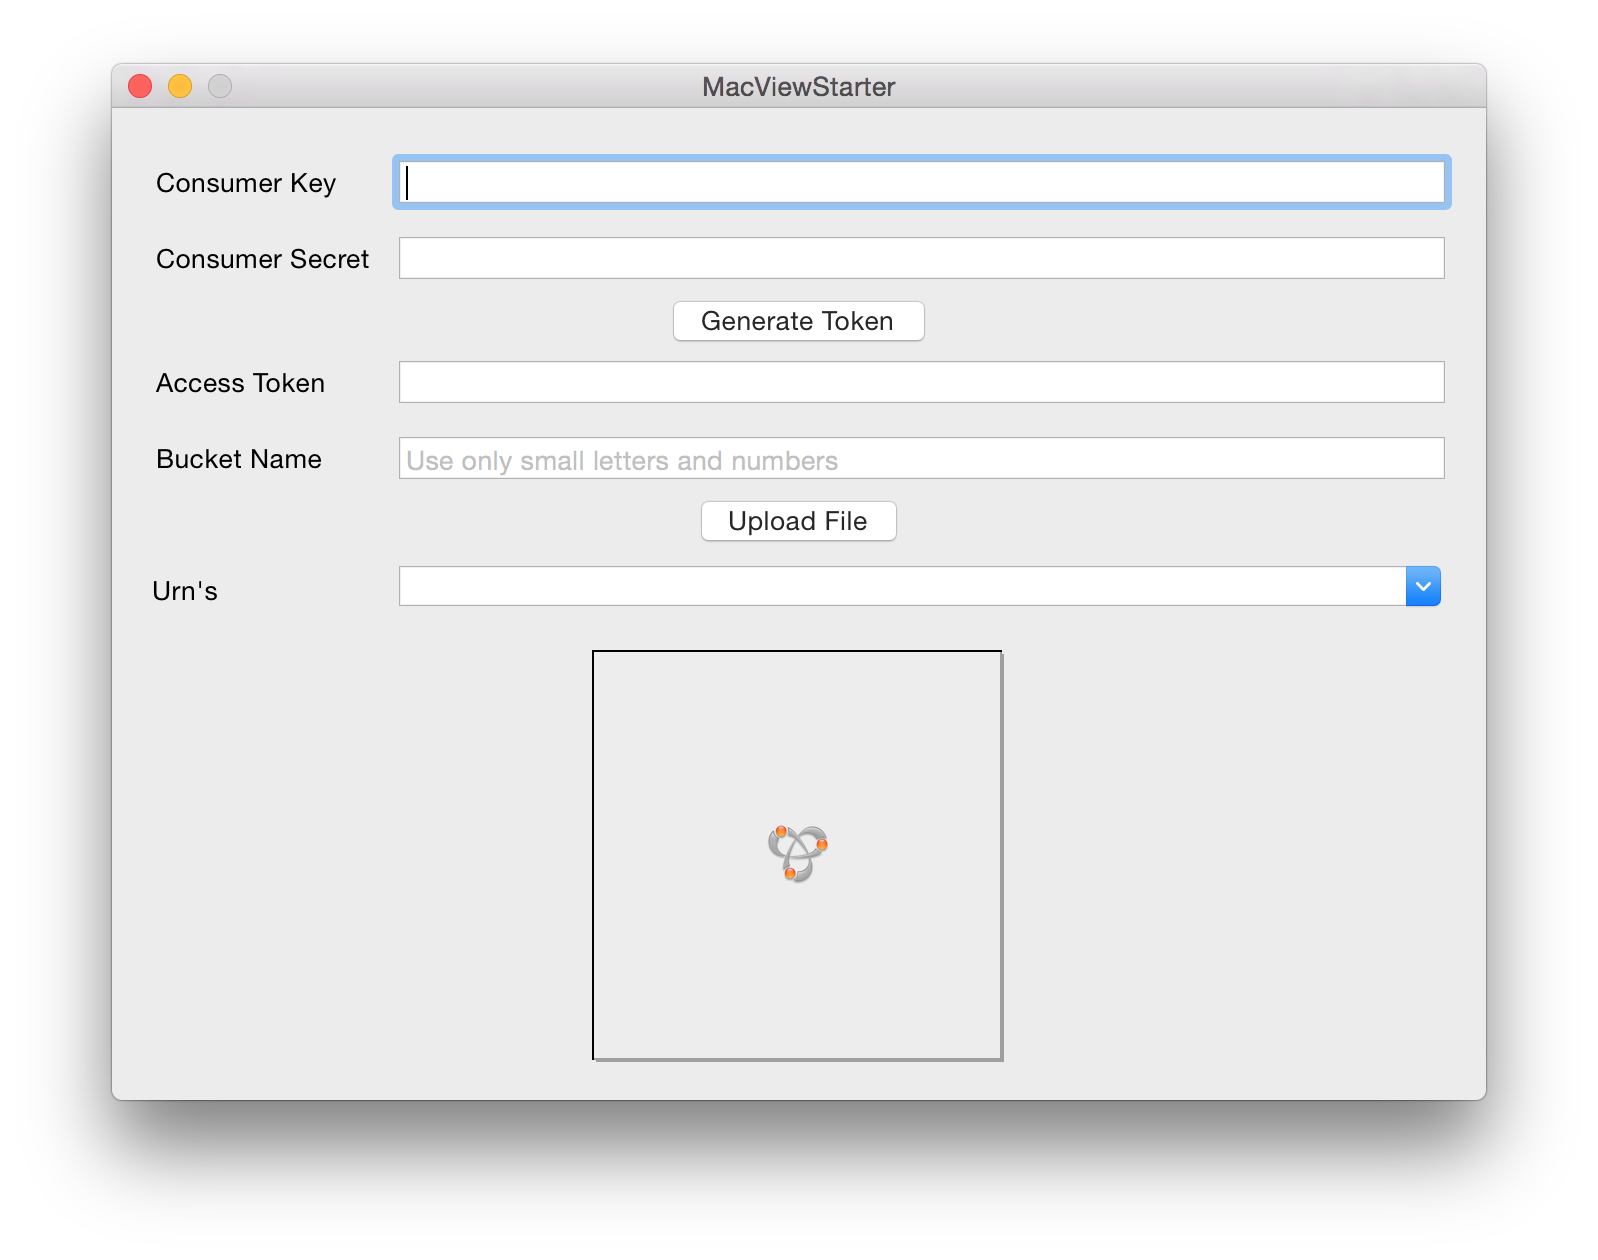 MacViewStarter
Consumer Key
Consumer Secret
Generate Token
Access Token
Bucket Name
Use only small letters and numbers
Upload File
Urn's